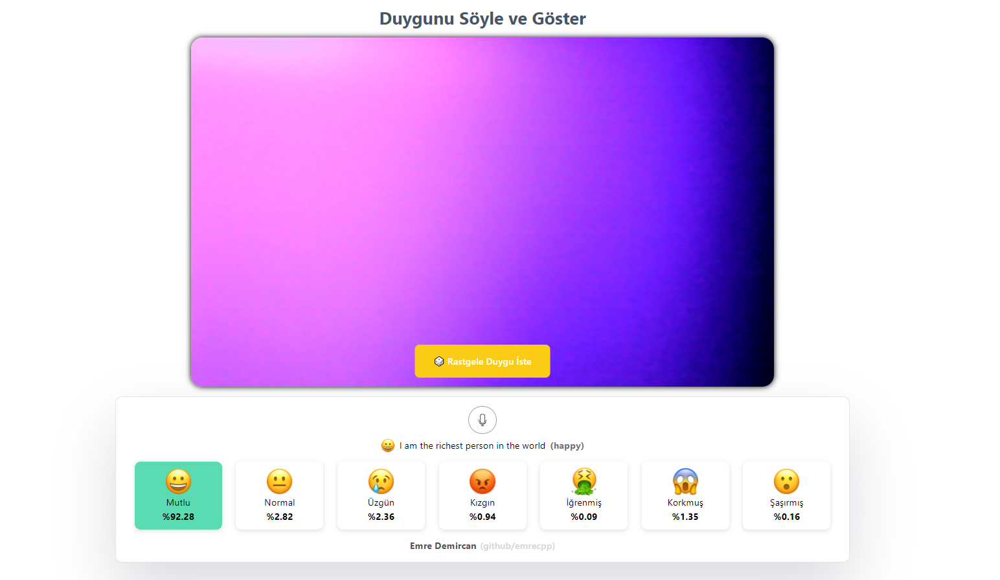 Duygunu Söyle ve Göster
Rastgele Duygu İste
I am the richest person in the world (happy)
Mutlu
%92.28
Normal
%2.82
Üzgün
%2.36
Kızgın
%0.94
İğrenmiş
%0.09
Korkmuş
%1.35
Şaşırmış
%0.16
Emre Demircan (github/emrecpp)